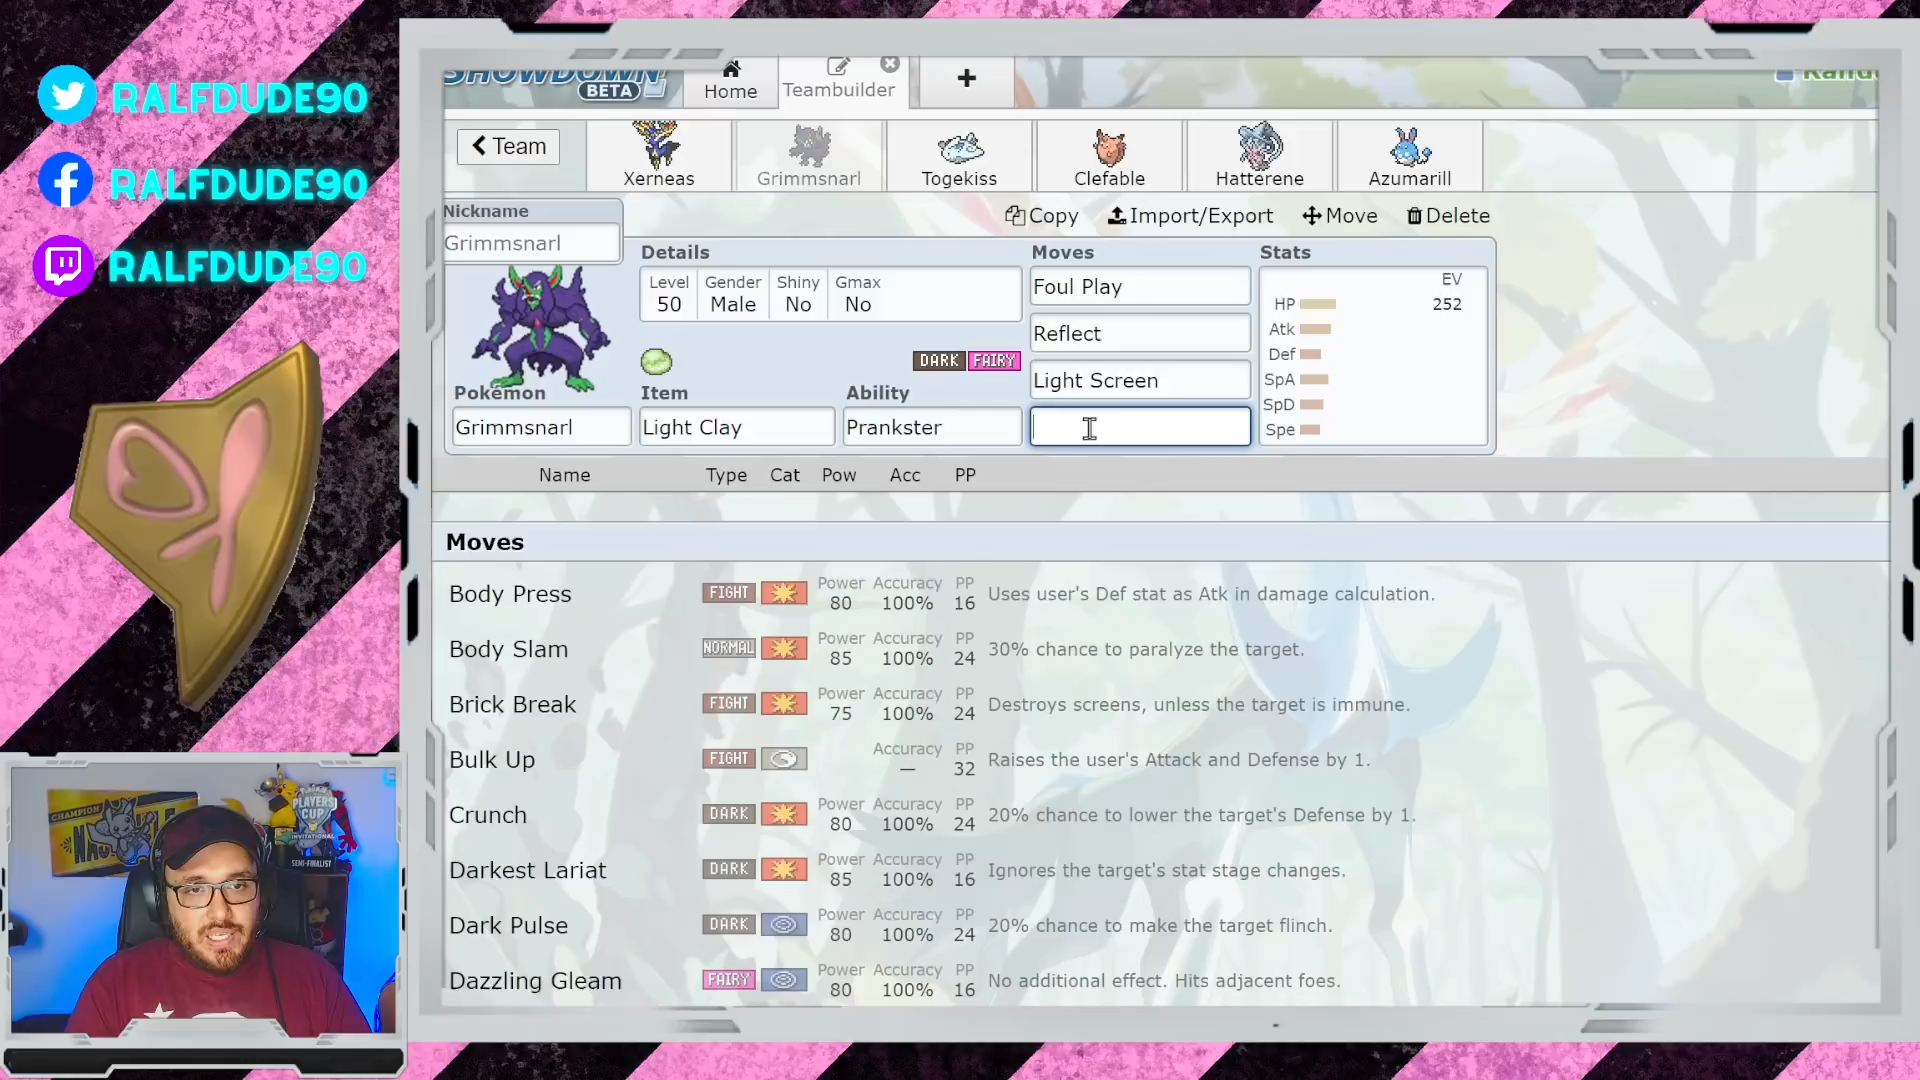 RALFDUDE90
RALFDUDE90
RALFDUDE90
SHOWDOWN
BETA
Home
Teambuilder
+
Team
Xerneas
Grimmsnarl
Togekiss
Clefable
Hatterene
Azumarill
Copy
Import/Export
Move
Delete
Nickname
Grimmsnarl
Details
Level
50
Gender
Male
Shiny
No
Gmax
No
DARK FAIRY
Pokémon
Grimmsnarl
Item
Light Clay
Ability
Prankster
Moves
Foul Play
Reflect
Light Screen
Stats
EV
HP 252
Atk
Def
SpA
SpD
Spe
Name Type Cat Pow Acc PP
Moves
Body Press FIGHT Power 80 Accuracy 100% PP 16 Uses user's Def stat as Atk in damage calculation.
Body Slam NORMAL Power 85 Accuracy 100% PP 24 30% chance to paralyze the target.
Brick Break FIGHT Power 75 Accuracy 100% PP 24 Destroys screens, unless the target is immune.
Bulk Up FIGHT Accuracy — PP 32 Raises the user's Attack and Defense by 1.
Crunch DARK Power 80 Accuracy 100% PP 24 20% chance to lower the target's Defense by 1.
Darkest Lariat DARK Power 85 Accuracy 100% PP 16 Ignores the target's stat stage changes.
Dark Pulse DARK Power 80 Accuracy 100% PP 24 20% chance to make the target flinch.
Dazzling Gleam FAIRY Power 80 Accuracy 100% PP 16 No additional effect. Hits adjacent foes.
CHAMPION
PLAYERS
CUP
INVITATIONAL
SEMI-FINALIST